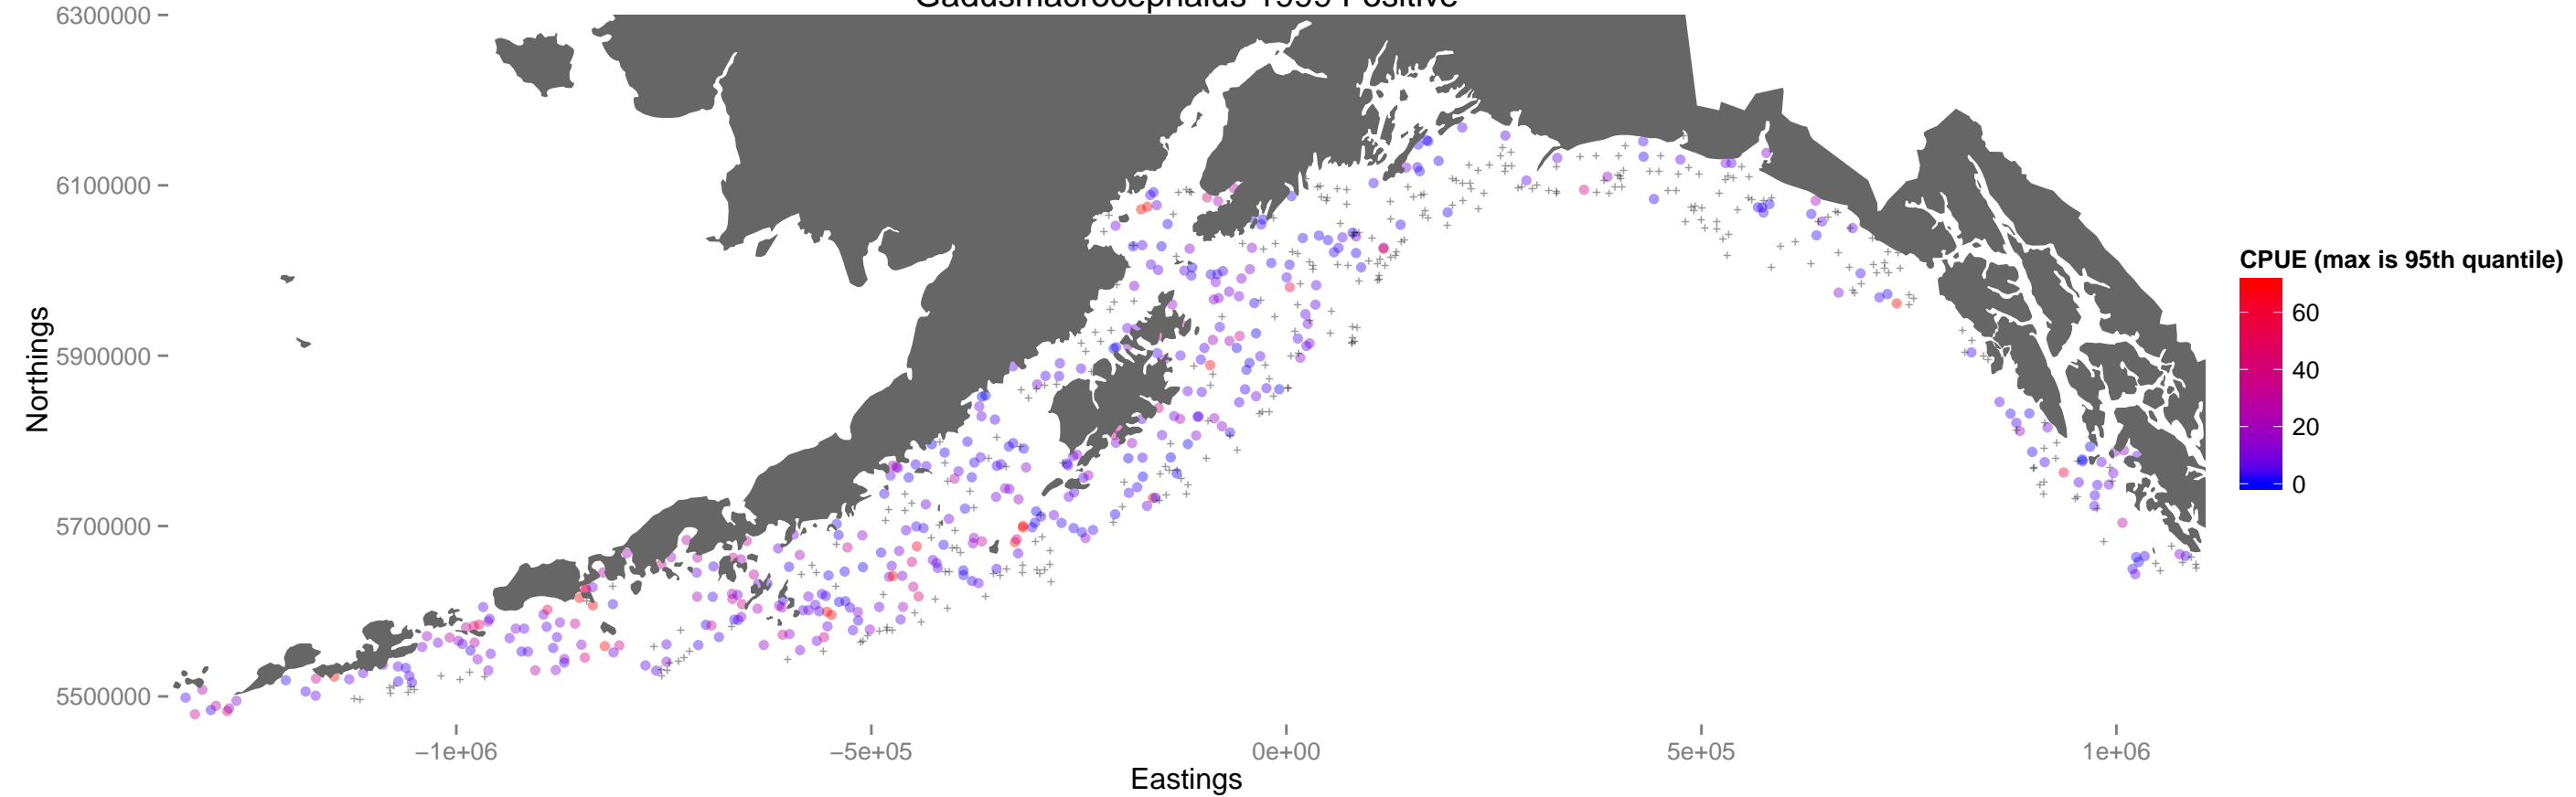 Gadusmacrocephalus 1999 Positive
6300000
6100000
5900000
5700000
5500000
Northings
−1e+06
−5e+05
0e+00
5e+05
1e+06
Eastings
CPUE (max is 95th quantile)
60
40
20
0